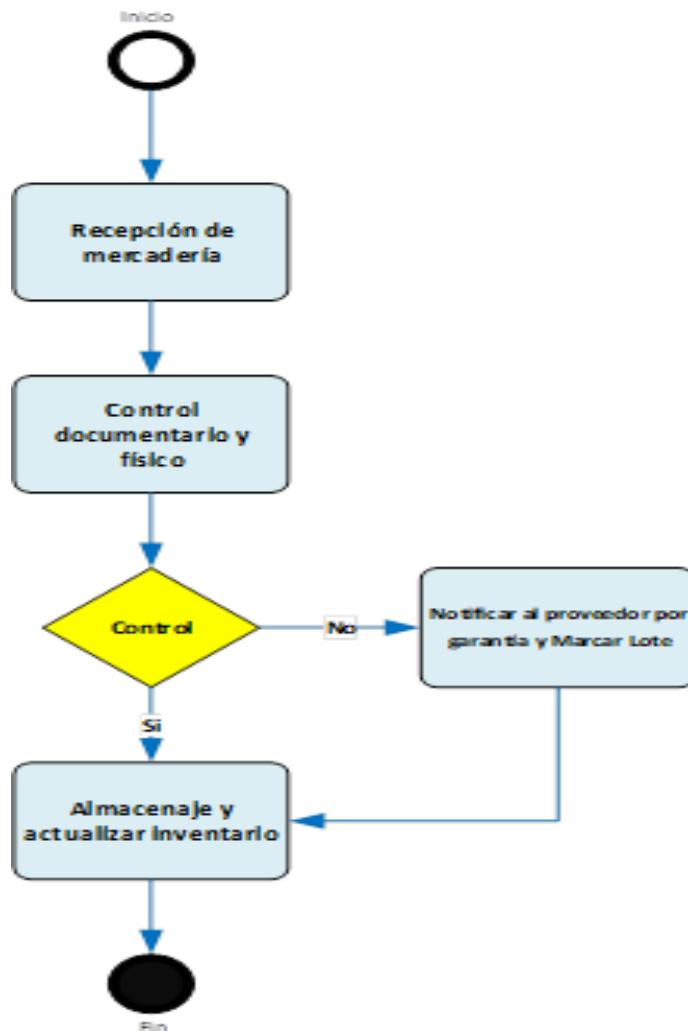 Inicio
Recepción de
mercadería
Control
documentario y
físico
Control
No
Notificar al proveedor por
garantía y Marcar Lote
Si
Almacenaje y
actualizar inventario
Fin